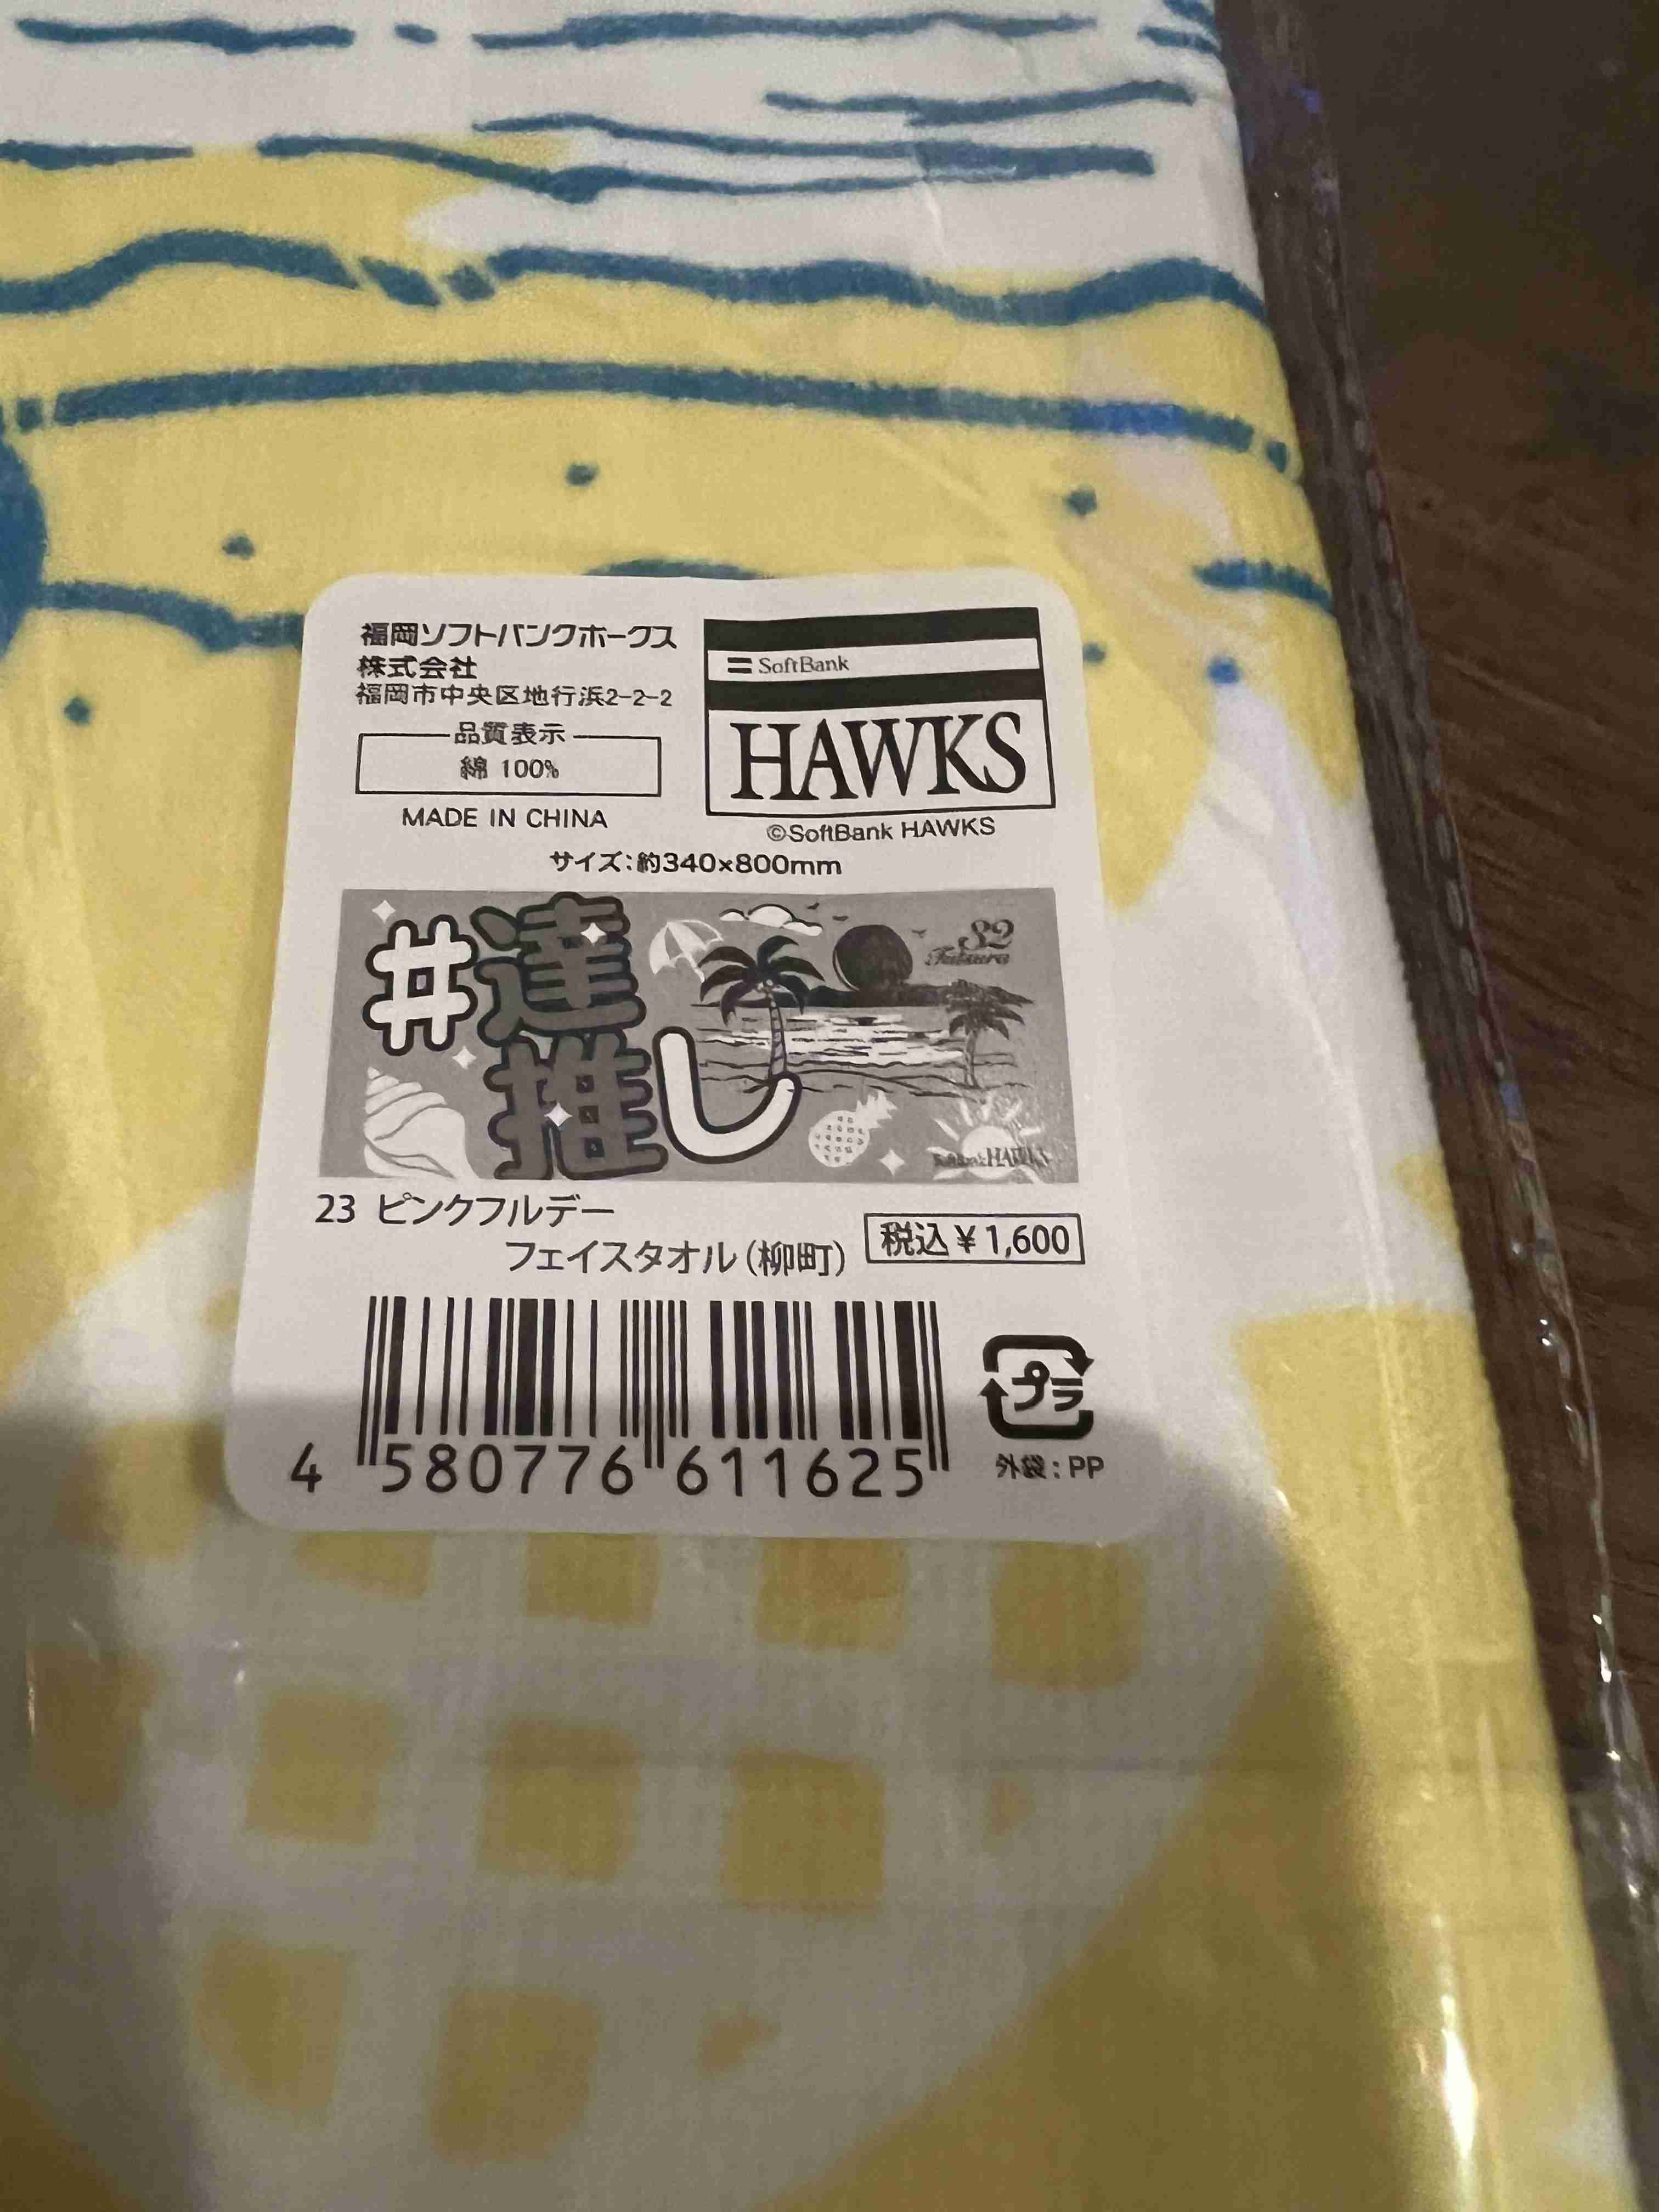 福岡ソフトバンクホークス
株式会社
福岡市中央区地行浜2-2-2
品質表示
綿 100%
MADE IN CHINA
SoftBank
HAWKS
©SoftBank HAWKS
サイズ:約340×800mm
#達
推し
32
Tatsuru
SoftBank HAWKS
23 ピンクフルデー
フェイスタオル(柳町)
税込¥1,600
4 580776 611625
プラ
外袋:PP